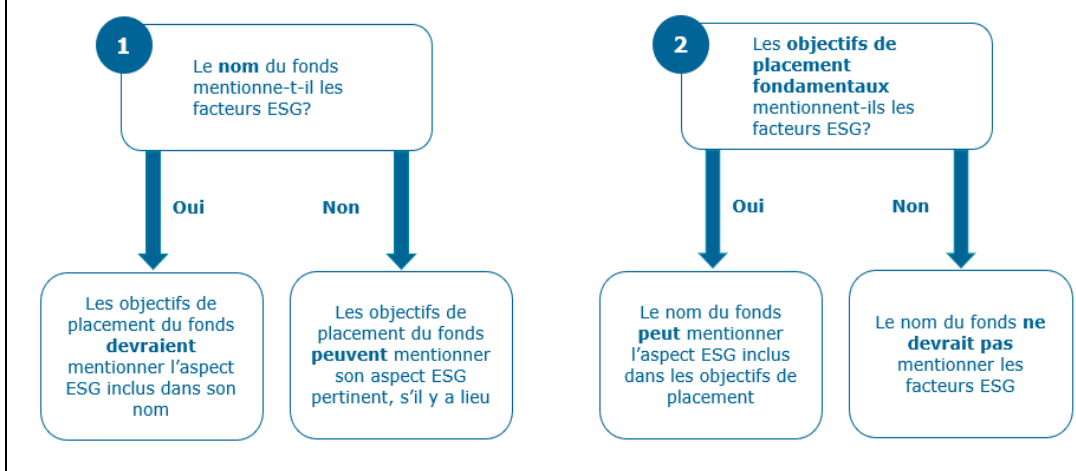 1
Le nom du fonds
mentionne-t-il les
facteurs ESG?
Oui
Non
Les objectifs de
placement du fonds
devraient
mentionner l’aspect
ESG inclus dans son
nom
Les objectifs de
placement du fonds
peuvent mentionner
son aspect ESG
pertinent, s’il y a lieu
2
Les objectifs de
placement
fondamentaux
mentionnent-ils les
facteurs ESG?
Oui
Non
Le nom du fonds
peut mentionner
l’aspect ESG inclus
dans les objectifs de
placement
Le nom du fonds ne
devrait pas
mentionner les
facteurs ESG